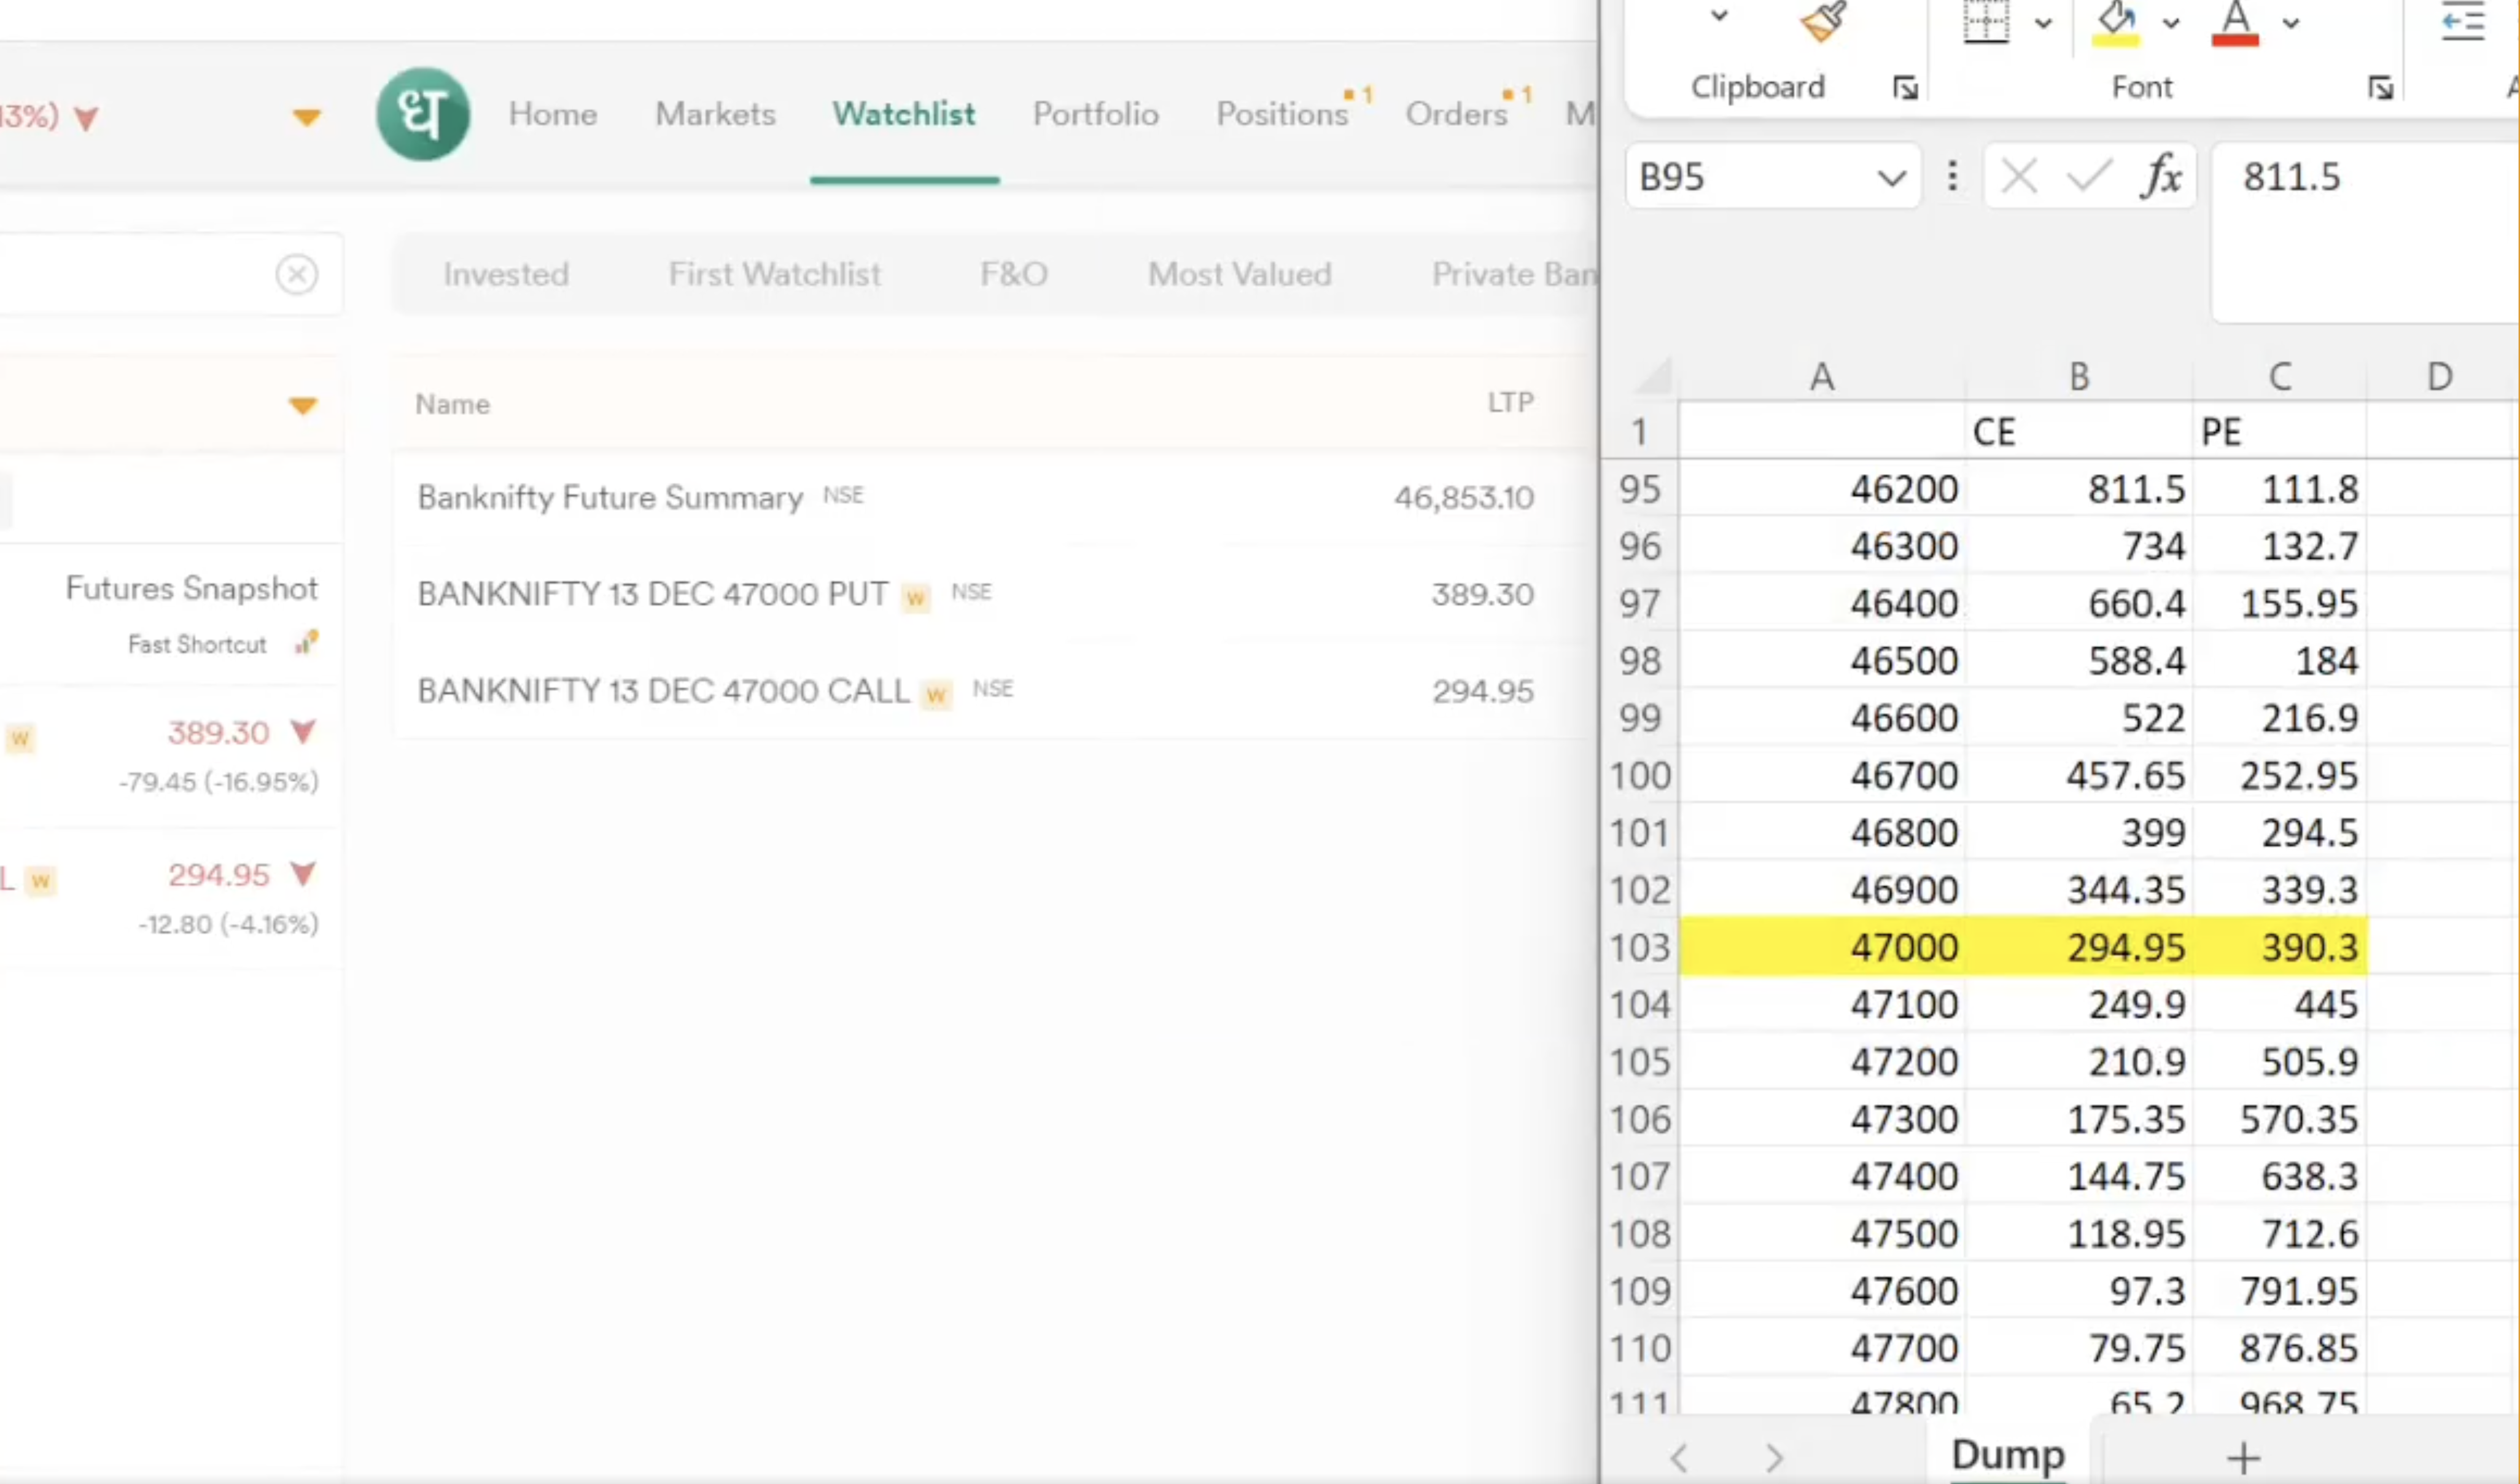 13%)
धਂ
Home Markets Watchlist Portfolio Positions 1 Orders 1 M
Invested First Watchlist F&O Most Valued Private Ban
Name LTP
Banknifty Future Summary NSE 46,853.10
BANKNIFTY 13 DEC 47000 PUT W NSE 389.30
BANKNIFTY 13 DEC 47000 CALL W NSE 294.95
Futures Snapshot
Fast Shortcut
W 389.30
-79.45 (-16.95%)
L W 294.95
-12.80 (-4.16%)
A
Clipboard Font
B95 fx 811.5
A B C D
1 CE PE
95 46200 811.5 111.8
96 46300 734 132.7
97 46400 660.4 155.95
98 46500 588.4 184
99 46600 522 216.9
100 46700 457.65 252.95
101 46800 399 294.5
102 46900 344.35 339.3
103 47000 294.95 390.3
104 47100 249.9 445
105 47200 210.9 505.9
106 47300 175.35 570.35
107 47400 144.75 638.3
108 47500 118.95 712.6
109 47600 97.3 791.95
110 47700 79.75 876.85
111 47800 65.2 968.75
Dump